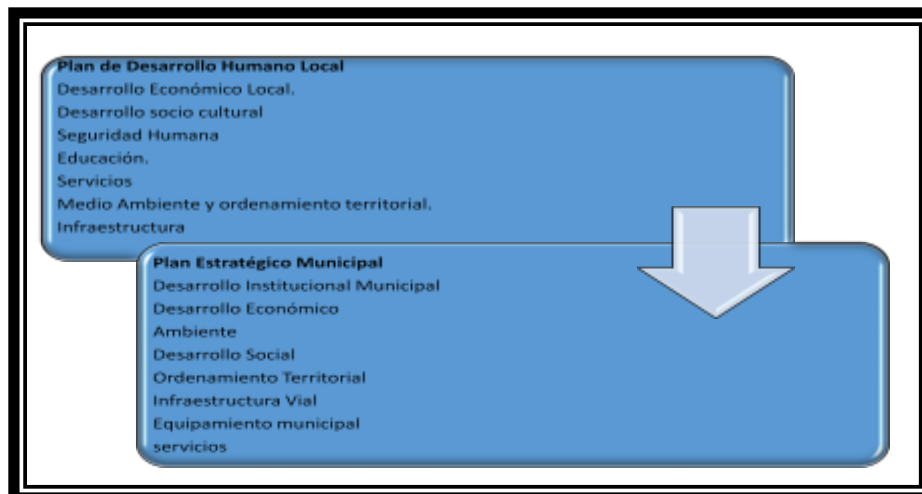 Plan de Desarrollo Humano Local
Desarrollo Económico Local.
Desarrollo socio cultural
Seguridad Humana
Educación.
Servicios
Medio Ambiente y ordenamiento territorial.
Infraestructura
Plan Estratégico Municipal
Desarrollo Institucional Municipal
Desarrollo Económico
Ambiente
Desarrollo Social
Ordenamiento Territorial
Infraestructura Vial
Equipamiento municipal
servicios